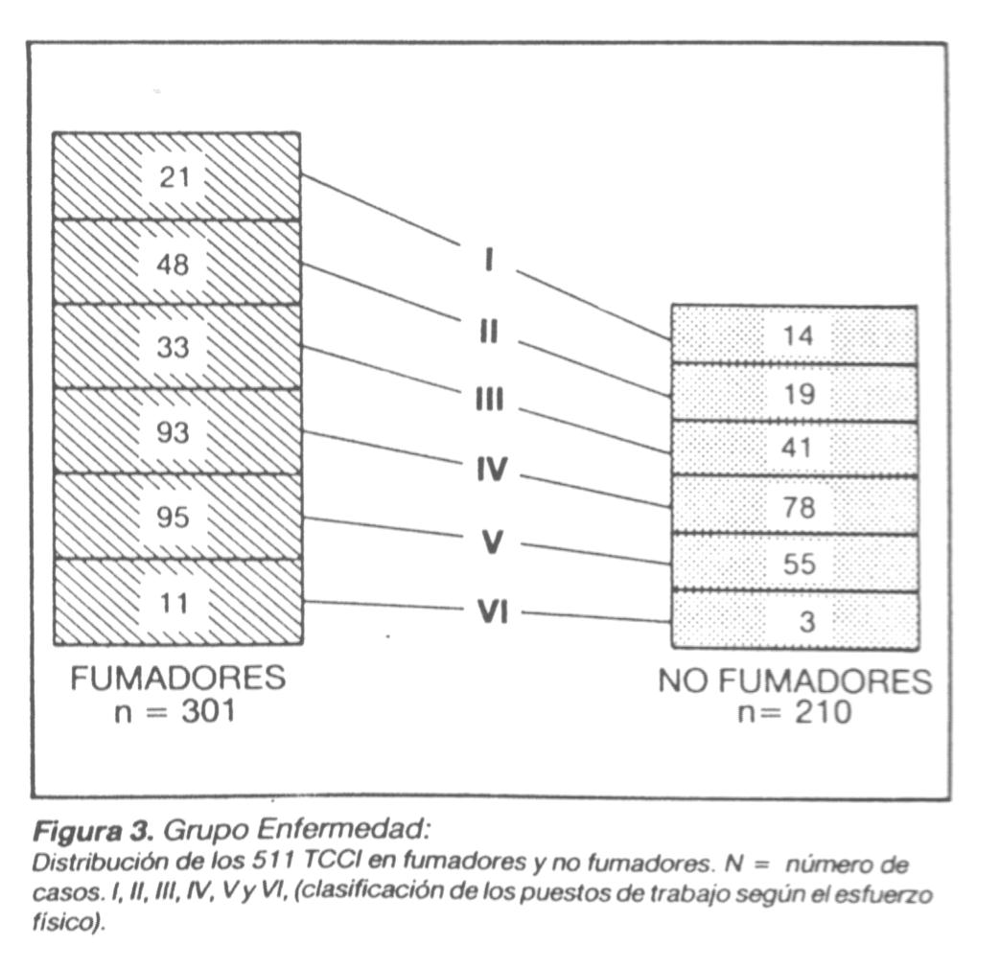 21
48
33
93
95
11
I
II
III
IV
V
VI
14
19
41
78
55
3
FUMADORES
n = 301
NO FUMADORES
n= 210
Figura 3. Grupo Enfermedad:
Distribución de los 511 TCCI en fumadores y no fumadores. N = número de
casos. I, II, III, IV, V y VI, (clasificación de los puestos de trabajo según el esfuerzo
físico).